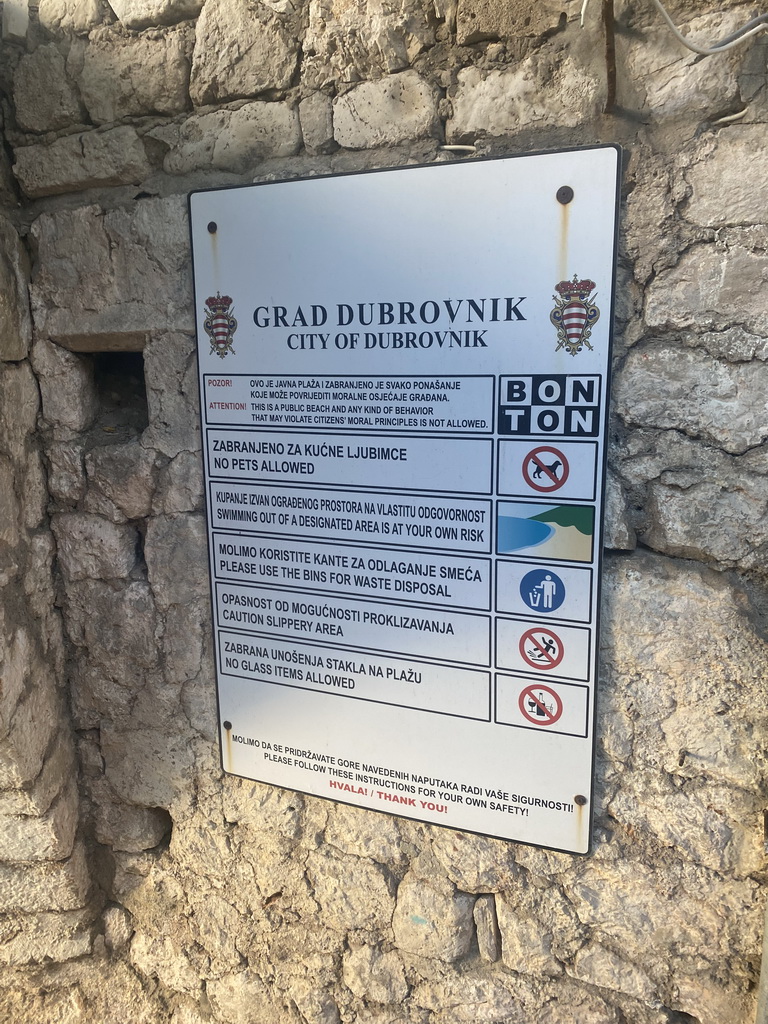 GRAD DUBROVNIK
CITY OF DUBROVNIK
POZOR! OVO JE JAVNA PLAŽA I ZABRANJENO JE SVAKO PONAŠANJE
KOJE MOŽE POVRIJEDITI MORALNE OSJEĆAJE GRAĐANA.
ATTENTION! THIS IS A PUBLIC BEACH AND ANY KIND OF BEHAVIOR
THAT MAY VIOLATE CITIZENS' MORAL PRINCIPLES IS NOT ALLOWED.
BON
TON
ZABRANJENO ZA KUĆNE LJUBIMCE
NO PETS ALLOWED
KUPANJE IZVAN OGRAĐENOG PROSTORA NA VLASTITU ODGOVORNOST
SWIMMING OUT OF A DESIGNATED AREA IS AT YOUR OWN RISK
MOLIMO KORISTITE KANTE ZA ODLAGANJE SMEĆA
PLEASE USE THE BINS FOR WASTE DISPOSAL
OPASNOST OD MOGUĆNOSTI PROKLIZAVANJA
CAUTION SLIPPERY AREA
ZABRANA UNOŠENJA STAKLA NA PLAŽU
NO GLASS ITEMS ALLOWED
MOLIMO DA SE PRIDRŽAVATE GORE NAVEDENIH NAPUTAKA RADI VAŠE SIGURNOSTI!
PLEASE FOLLOW THESE INSTRUCTIONS FOR YOUR OWN SAFETY!
HVALA! / THANK YOU!